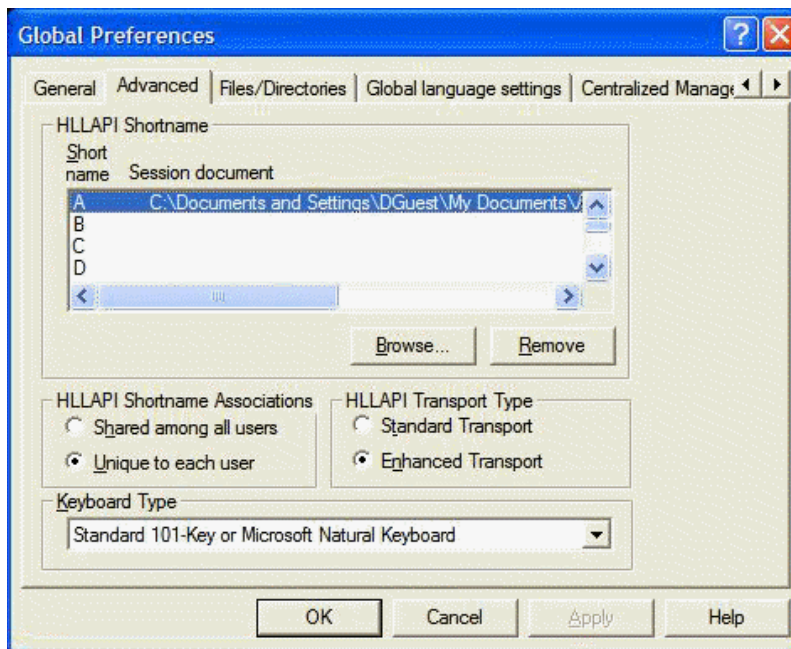 Global Preferences
General Advanced Files/Directories Global language settings Centralized Manage
HLLAPI Shortname
Short
name Session document
A C:\Documents and Settings\DGuest\My Documents\
B
C
D
Browse... Remove
HLLAPI Shortname Associations HLLAPI Transport Type
Shared among all users Standard Transport
Unique to each user Enhanced Transport
Keyboard Type
Standard 101-Key or Microsoft Natural Keyboard
OK Cancel Apply Help